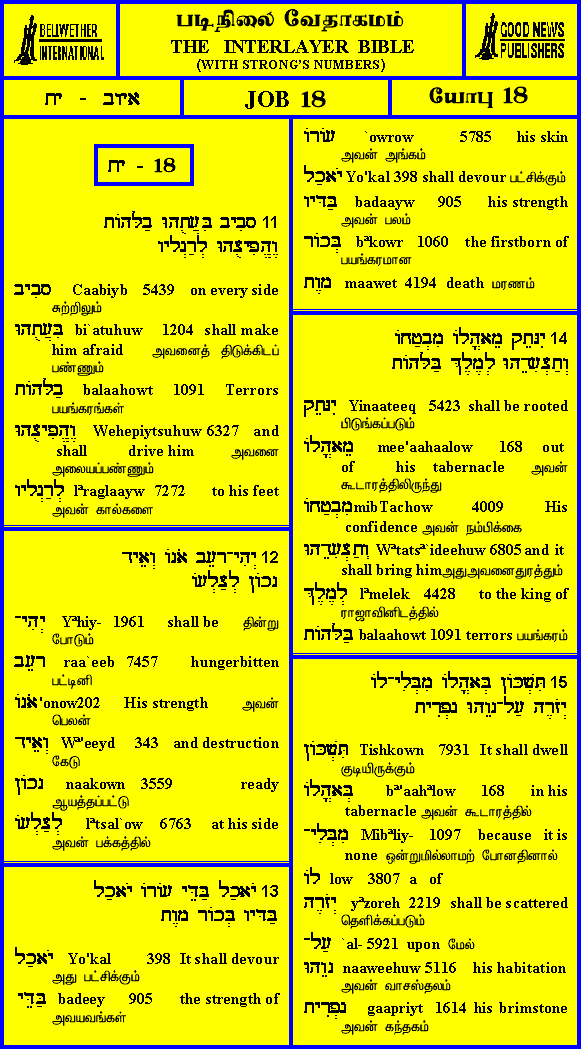 BELLWETHER
INTERNATIONAL
படிநிலை வேதாகமம்
THE INTERLAYER BIBLE
(WITH STRONG'S NUMBERS)
GOOD NEWS
PUBLISHERS
איוב - יח
JOB 18
யோபு 18
יח - 18
11 סָבִיב בִּעֲתֻהוּ בַלָּהוֹת
וֶהֱפִיצֻהוּ לְרַגְלָיו
סָבִיב Caabiyb 5439 on every side
சுற்றிலும்
בִּעֲתֻהוּ bi`atuhuw 1204 shall make
him afraid அவனைத் திடுக்கிடப்
பண்ணும்
בַלָּהוֹת balaahowt 1091 Terrors
பயங்கரங்கள்
וֶהֱפִיצֻהוּ Wehepiytsuhuw 6327 and
shall drive him அவனை
அலையப்பண்ணும்
לְרַגְלָיו lªraglaayw 7272 to his feet
அவன் கால்களை
12 יְהִי־רָעֵב אֹנוֹ וְאֵיד
נָכוֹן לְצַלְעוֹ
יְהִי־ Yªhiy- 1961 shall be தின்று
போடும்
רָעֵב raa`eeb 7457 hungerbitten
பட்டினி
אֹנוֹ 'onow202 His strength அவன்
பெலன்
וְאֵיד Wª'eeyd 343 and destruction
கேடு
נָכוֹן naakown 3559 ready
ஆயத்தப்பட்டு
לְצַלְעוֹ lªtsal`ow 6763 at his side
அவன் பக்கத்தில்
13 יֹאכַל בַּדֵּי עוֹרוֹ יֹאכַל
בַּדָּיו בְּכוֹר מָוֶת
יֹאכַל Yo'kal 398 It shall devour
அது பட்சிக்கும்
בַּדֵּי badeey 905 the strength of
அவயவங்கள்
עוֹרוֹ `owrow 5785 his skin
அவன் அங்கம்
יֹאכַל Yo'kal 398 shall devour பட்சிக்கும்
בַּדָּיו badaayw 905 his strength
அவன் பலம்
בְּכוֹר bªkowr 1060 the firstborn of
பயங்கரமான
מָוֶת maawet 4194 death மரணம்
14 יִנָּתֵק מֵאָהֳלוֹ מִבְטַחוֹ
וְתַצְעִדֵהוּ לְמֶלֶךְ בַּלָּהוֹת
יִנָּתֵק Yinaateeq 5423 shall be rooted
பிடுங்கப்படும்
מֵאָהֳלוֹ mee'aahaalow 168 out
of his tabernacle அவன்
கூடாரத்திலிருந்து
מִבְטַחוֹ mibTachow 4009 His
confidence அவன் நம்பிக்கை
וְתַצְעִדֵהוּ Wªtats`ideehuw 6805 and it
shall bring him அதுஅவனைதுரத்தும்
לְמֶלֶךְ lªmelek 4428 to the king of
ராஜாவினிடத்தில்
בַּלָּהוֹת balaahowt 1091 terrors பயங்கரம்
15 תִּשְׁכּוֹן בְּאָהֳלוֹ מִבְּלִי־לוֹ
יְזֹרֶה עַל־נָוֵהוּ גָפְרִית
תִּשְׁכּוֹן Tishkown 7931 It shall dwell
குடியிருக்கும்
בְּאָהֳלוֹ bª'aahªlow 168 in his
tabernacle அவன் கூடாரத்தில்
מִבְּלִי־ Mibªliy- 1097 because it is
none ஒன்றுமில்லாமற் போனதினால்
לוֹ low 3807 a of
יְזֹרֶה yªzoreh 2219 shall be scattered
தெளிக்கப்படும்
עַל־ `al- 5921 upon மேல்
נָוֵהוּ naaweehuw 5116 his habitation
அவன் வாசஸ்தலம்
גָפְרִית gaapriyt 1614 his brimstone
அவன் கந்தகம்